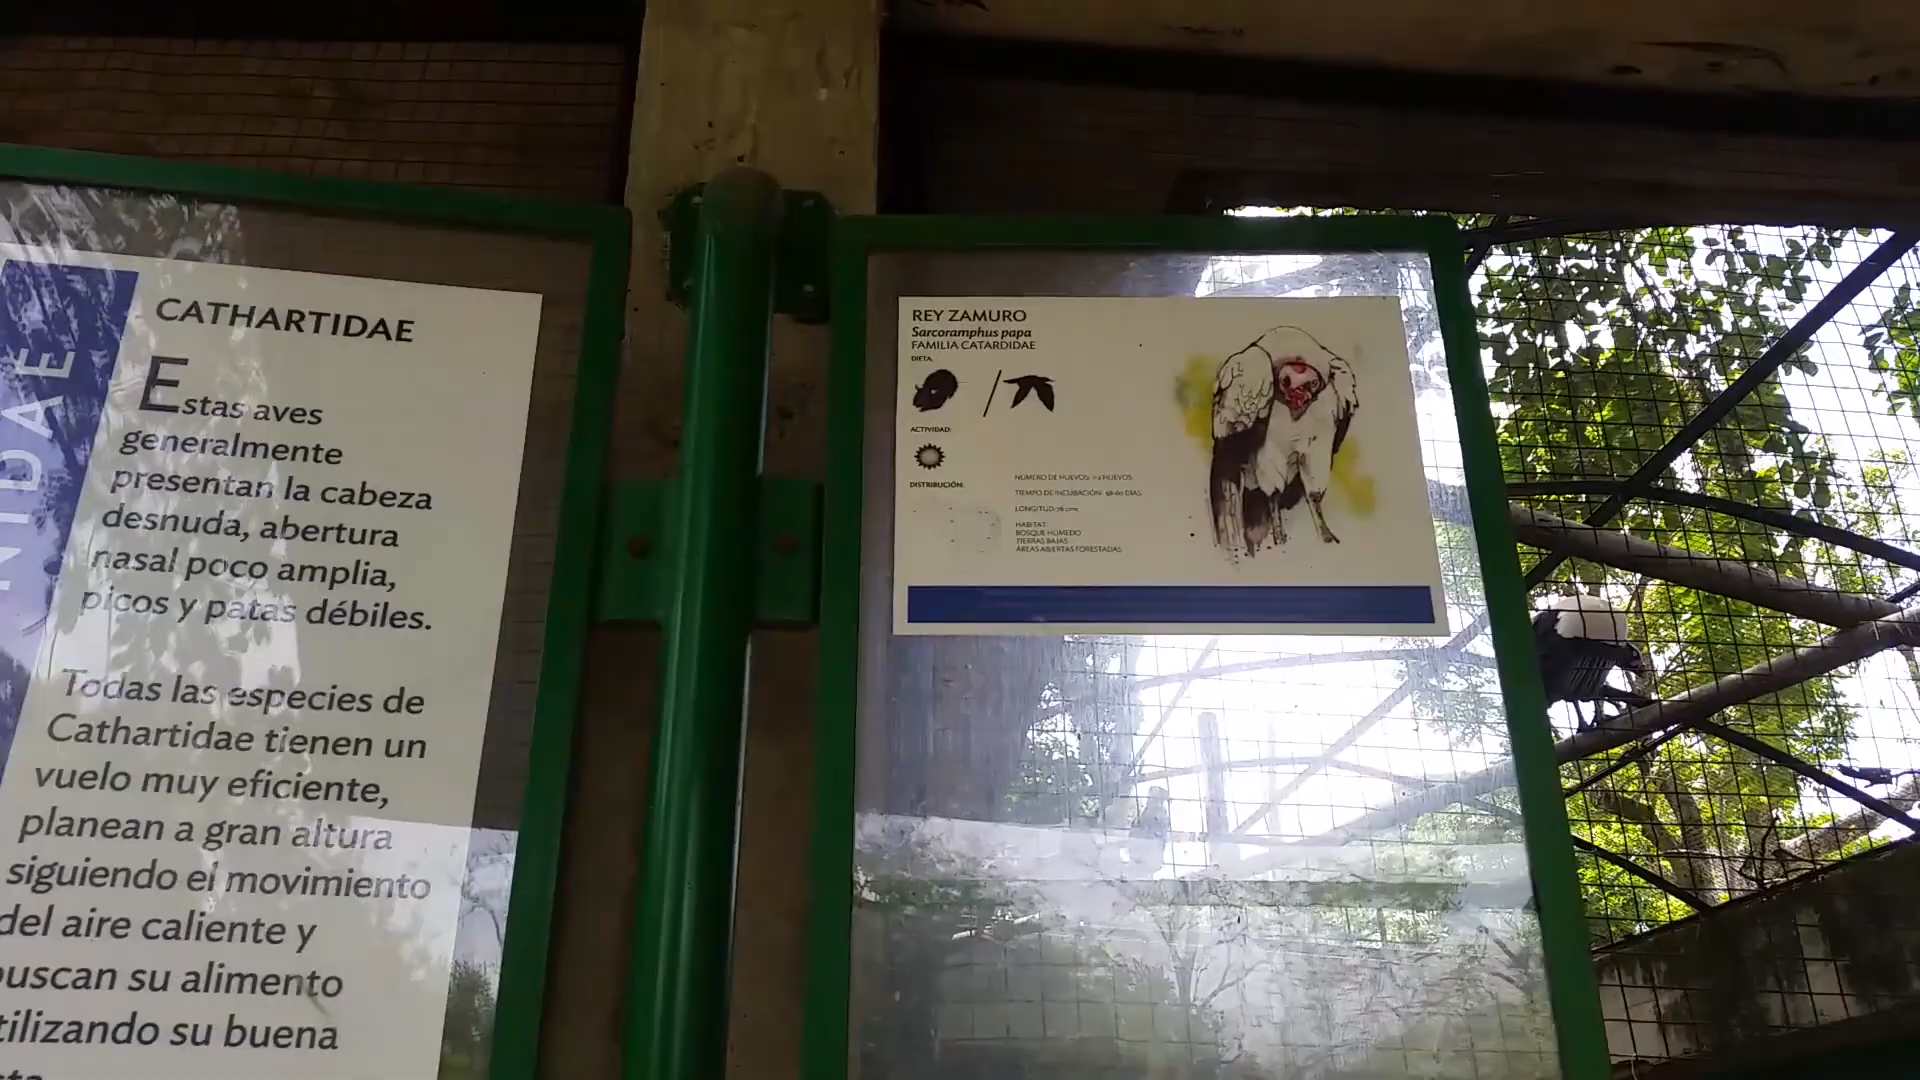 NIDAE
CATHARTIDAE
Estas aves
generalmente
presentan la cabeza
desnuda, abertura
nasal poco amplia,
picos y patas débiles.
Todas las especies de
Cathartidae tienen un
vuelo muy eficiente,
planean a gran altura
siguiendo el movimiento
del aire caliente y
buscan su alimento
utilizando su buena
REY ZAMURO
Sarcoramphus papa
FAMILIA CATARDIDAE
DIETA:
ACTIVIDAD:
DISTRIBUCIÓN:
NÚMERO DE HUEVOS: 1-2 HUEVOS
TIEMPO DE INCUBACIÓN: 58-60 DÍAS
LONGITUD: 76 cms
HÁBITAT:
BOSQUE HÚMEDO
TIERRAS BAJAS
ÁREAS ABIERTAS FORESTADAS